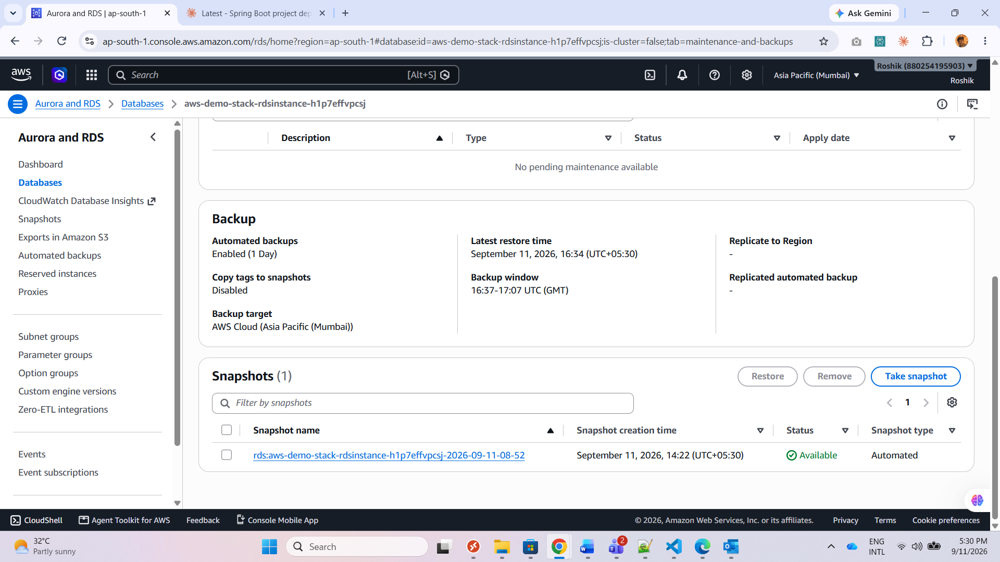 Aurora and RDS | ap-south-1
Latest - Spring Boot project dep
Ask Gemini
ap-south-1.console.aws.amazon.com/rds/home?region=ap-south-1#database:id=aws-demo-stack-rdsinstance-h1p7effvpcsj;is-cluster=false;tab=maintenance-and-backups
aws
Search
[Alt+S]
Asia Pacific (Mumbai)
Roshik (880254195903)
Roshik
Aurora and RDS
Databases
aws-demo-stack-rdsinstance-h1p7effvpcsj
Aurora and RDS
Dashboard
Databases
CloudWatch Database Insights
Snapshots
Exports in Amazon S3
Automated backups
Reserved instances
Proxies
Subnet groups
Parameter groups
Option groups
Custom engine versions
Zero-ETL integrations
Events
Event subscriptions
Description
Type
Status
Apply date
No pending maintenance available
Backup
Automated backups
Enabled (1 Day)
Copy tags to snapshots
Disabled
Backup target
AWS Cloud (Asia Pacific (Mumbai))
Latest restore time
September 11, 2026, 16:34 (UTC+05:30)
Backup window
16:37-17:07 UTC (GMT)
Replicate to Region
-
Replicated automated backup
-
Snapshots (1)
Restore
Remove
Take snapshot
Filter by snapshots
1
Snapshot name
Snapshot creation time
Status
Snapshot type
rds:aws-demo-stack-rdsinstance-h1p7effvpcsj-2026-09-11-08-52
September 11, 2026, 14:22 (UTC+05:30)
Available
Automated
CloudShell
Agent Toolkit for AWS
Feedback
Console Mobile App
© 2026, Amazon Web Services, Inc. or its affiliates.
Privacy
Terms
Cookie preferences
32°C
Partly sunny
Search
2
ENG
INTL
5:30 PM
9/11/2026